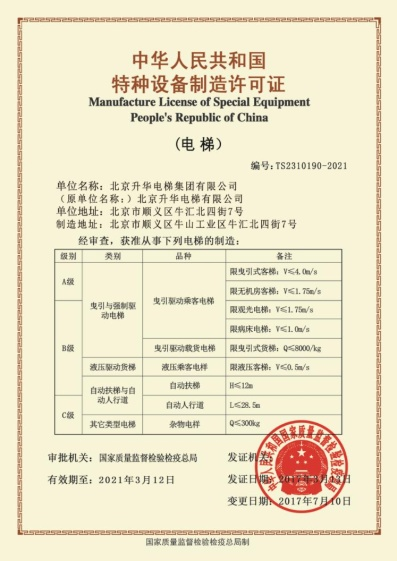 中华人民共和国
特种设备制造许可证
Manufacture License of Special Equipment
People's Republic of China
(电 梯)
编号:TS2310190-2021
单位名称:北京升华电梯集团有限公司
(原单位名称:)北京升华电梯有限公司
单位地址:北京市顺义区牛汇北四街7号
制造地址:北京市顺义区牛山工业区牛汇北四街7号
经审查,获准从事下列电梯的制造:
级别 类别 品种 备注
A级 曳引与强制驱动电梯 曳引驱动乘客电梯 限曳引式客梯:V≤4.0m/s
限无机房客梯:V≤1.75m/s
B级 限观光电梯:V≤1.75m/s
限病床电梯:V≤1.0m/s
曳引驱动载货电梯 限曳引式货梯:Q≤8000/kg
液压驱动货梯 液压乘客电样 限液压客梯:V≤0.5m/s
自动扶梯与自动人行道 自动扶梯 H≤12m
C级 自动人行道 L≤28.5m
其它类型电梯 杂物电样 Q≤300kg
审批机关:国家质量监督检验检疫总局 发证机关:
有效期至:2021年3月12日 发证日期:2017年3月13日
变更日期:2017年7月10日
国家质量监督检验检疫总局制